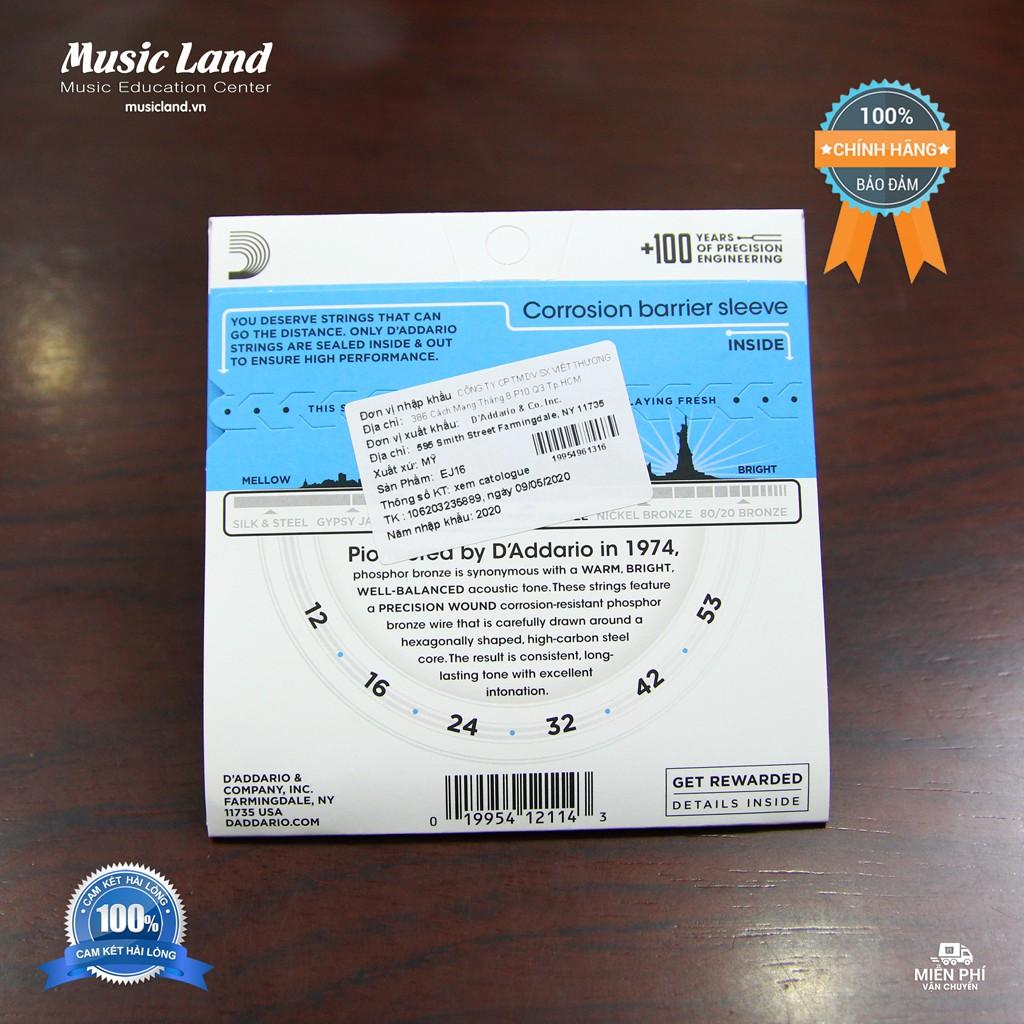 Music Land
Music Education Center
musicland.vn
100%
CHÍNH HÃNG
BẢO ĐẢM
+100 YEARS OF PRECISION ENGINEERING
YOU DESERVE STRINGS THAT CAN
GO THE DISTANCE. ONLY D'ADDARIO
STRINGS ARE SEALED INSIDE & OUT
TO ENSURE HIGH PERFORMANCE.
Corrosion barrier sleeve
INSIDE
THIS
LAYING FRESH
Đơn vị nhập khẩu CÔNG TY CP TM DV SX VIỆT THƯƠNG
Địa chỉ: 386 Cách Mạng Tháng 8 P10 Q3 Tp.HCM
Đơn vị xuất khẩu: D'Addario & Co. Inc.
Địa chỉ: 595 Smith Street Farmingdale, NY 11735
Xuất xứ: MỸ
Sản Phẩm: EJ16
19954961316
Thông số KT: xem catologue
TK : 106203235889, ngày 09/05/2020
Năm nhập khẩu: 2020
MELLOW
BRIGHT
SILK & STEEL GYPSY JA NICKEL BRONZE 80/20 BRONZE
by D'Addario in 1974,
phosphor bronze is synonymous with a WARM, BRIGHT,
WELL-BALANCED acoustic tone. These strings feature
a PRECISION WOUND corrosion-resistant phosphor
bronze wire that is carefully drawn around a
hexagonally shaped, high-carbon steel
core. The result is consistent, long-
lasting tone with excellent
intonation.
12 • 16 • 24 • 32 • 42 • 53
D'ADDARIO &
COMPANY, INC.
FARMINGDALE, NY
11735 USA
DADDARIO.COM
0 19954 12114 3
GET REWARDED
DETAILS INSIDE
CAM KẾT HÀI LÒNG
100%
CAM KẾT HÀI LÒNG
MIỄN PHÍ
VẬN CHUYỂN